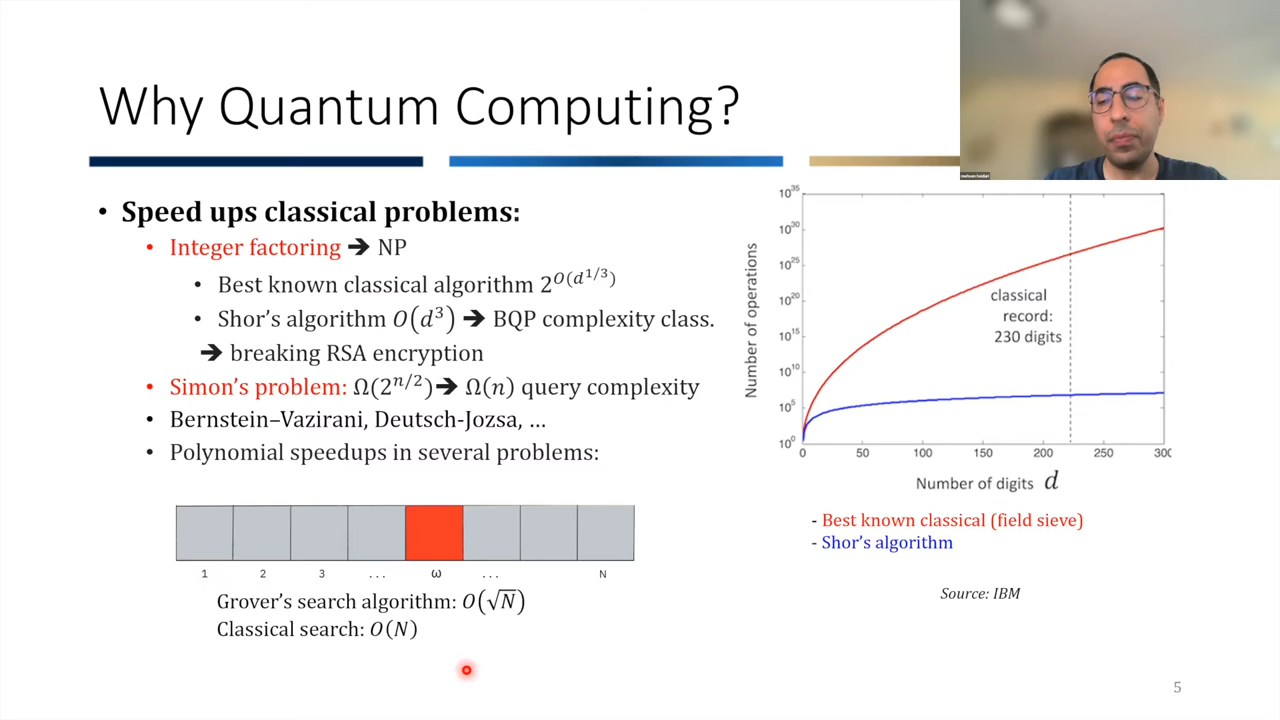 Why Quantum Computing?
• Speed ups classical problems:
• Integer factoring ➔ NP
• Best known classical algorithm 2^{O(d^{1/3})}
• Shor's algorithm O(d^3) ➔ BQP complexity class.
➔ breaking RSA encryption
• Simon's problem: Ω(2^{n/2})➔ Ω(n) query complexity
• Bernstein–Vazirani, Deutsch-Jozsa, …
• Polynomial speedups in several problems:
1 2 3 ... ω ... N
Grover's search algorithm: O(√N)
Classical search: O(N)
Number of operations
10^35
10^30
10^25
10^20
10^15
10^10
10^5
10^0
classical
record:
230 digits
0 50 100 150 200 250 300
Number of digits d
- Best known classical (field sieve)
- Shor's algorithm
Source: IBM
5